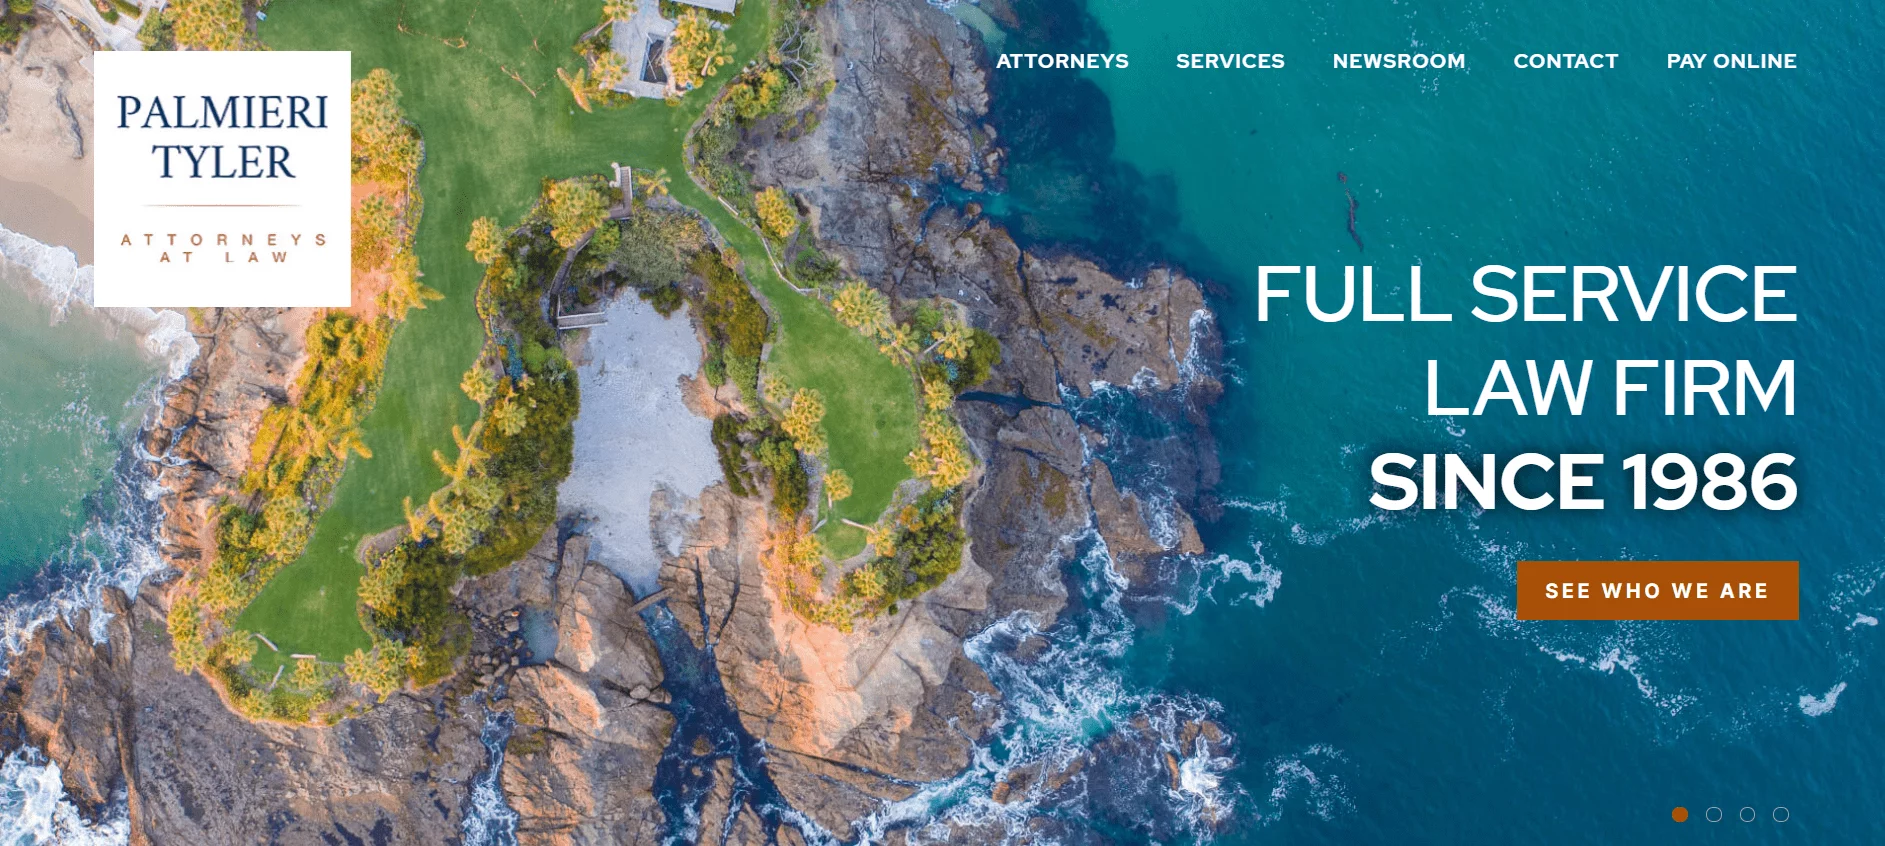 PALMIERI
TYLER
ATTORNEYS
AT LAW
ATTORNEYS SERVICES NEWSROOM CONTACT PAY ONLINE
FULL SERVICE
LAW FIRM
SINCE 1986
SEE WHO WE ARE